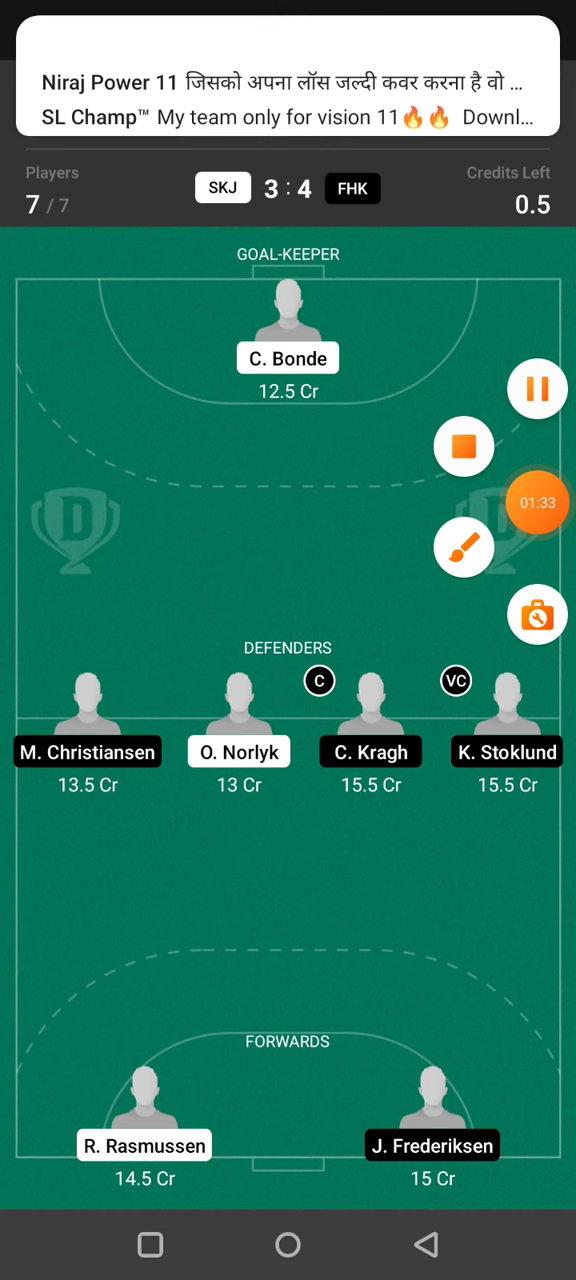 Niraj Power 11 जिसको अपना लॉस जल्दी कवर करना है वो ...
SL Champ™ My team only for vision 11🔥🔥 Downl...
Players
Credits Left
7 / 7
SKJ 3 : 4 FHK
0.5
GOAL-KEEPER
C. Bonde
12.5 Cr
01:33
DEFENDERS
C
VC
M. Christiansen
O. Norlyk
C. Kragh
K. Stoklund
13.5 Cr
13 Cr
15.5 Cr
15.5 Cr
FORWARDS
R. Rasmussen
J. Frederiksen
14.5 Cr
15 Cr